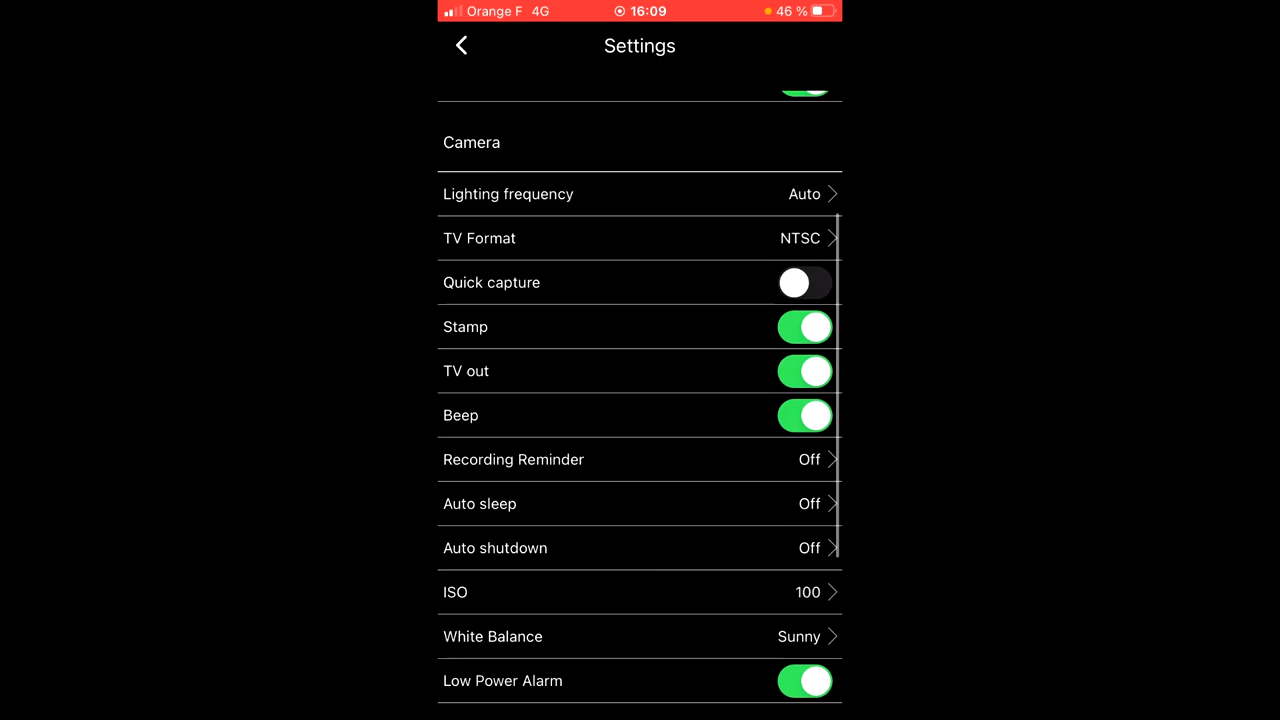 Orange F 4G 16:09 46 %
Settings
Camera
Lighting frequency Auto
TV Format NTSC
Quick capture
Stamp
TV out
Beep
Recording Reminder Off
Auto sleep Off
Auto shutdown Off
ISO 100
White Balance Sunny
Low Power Alarm